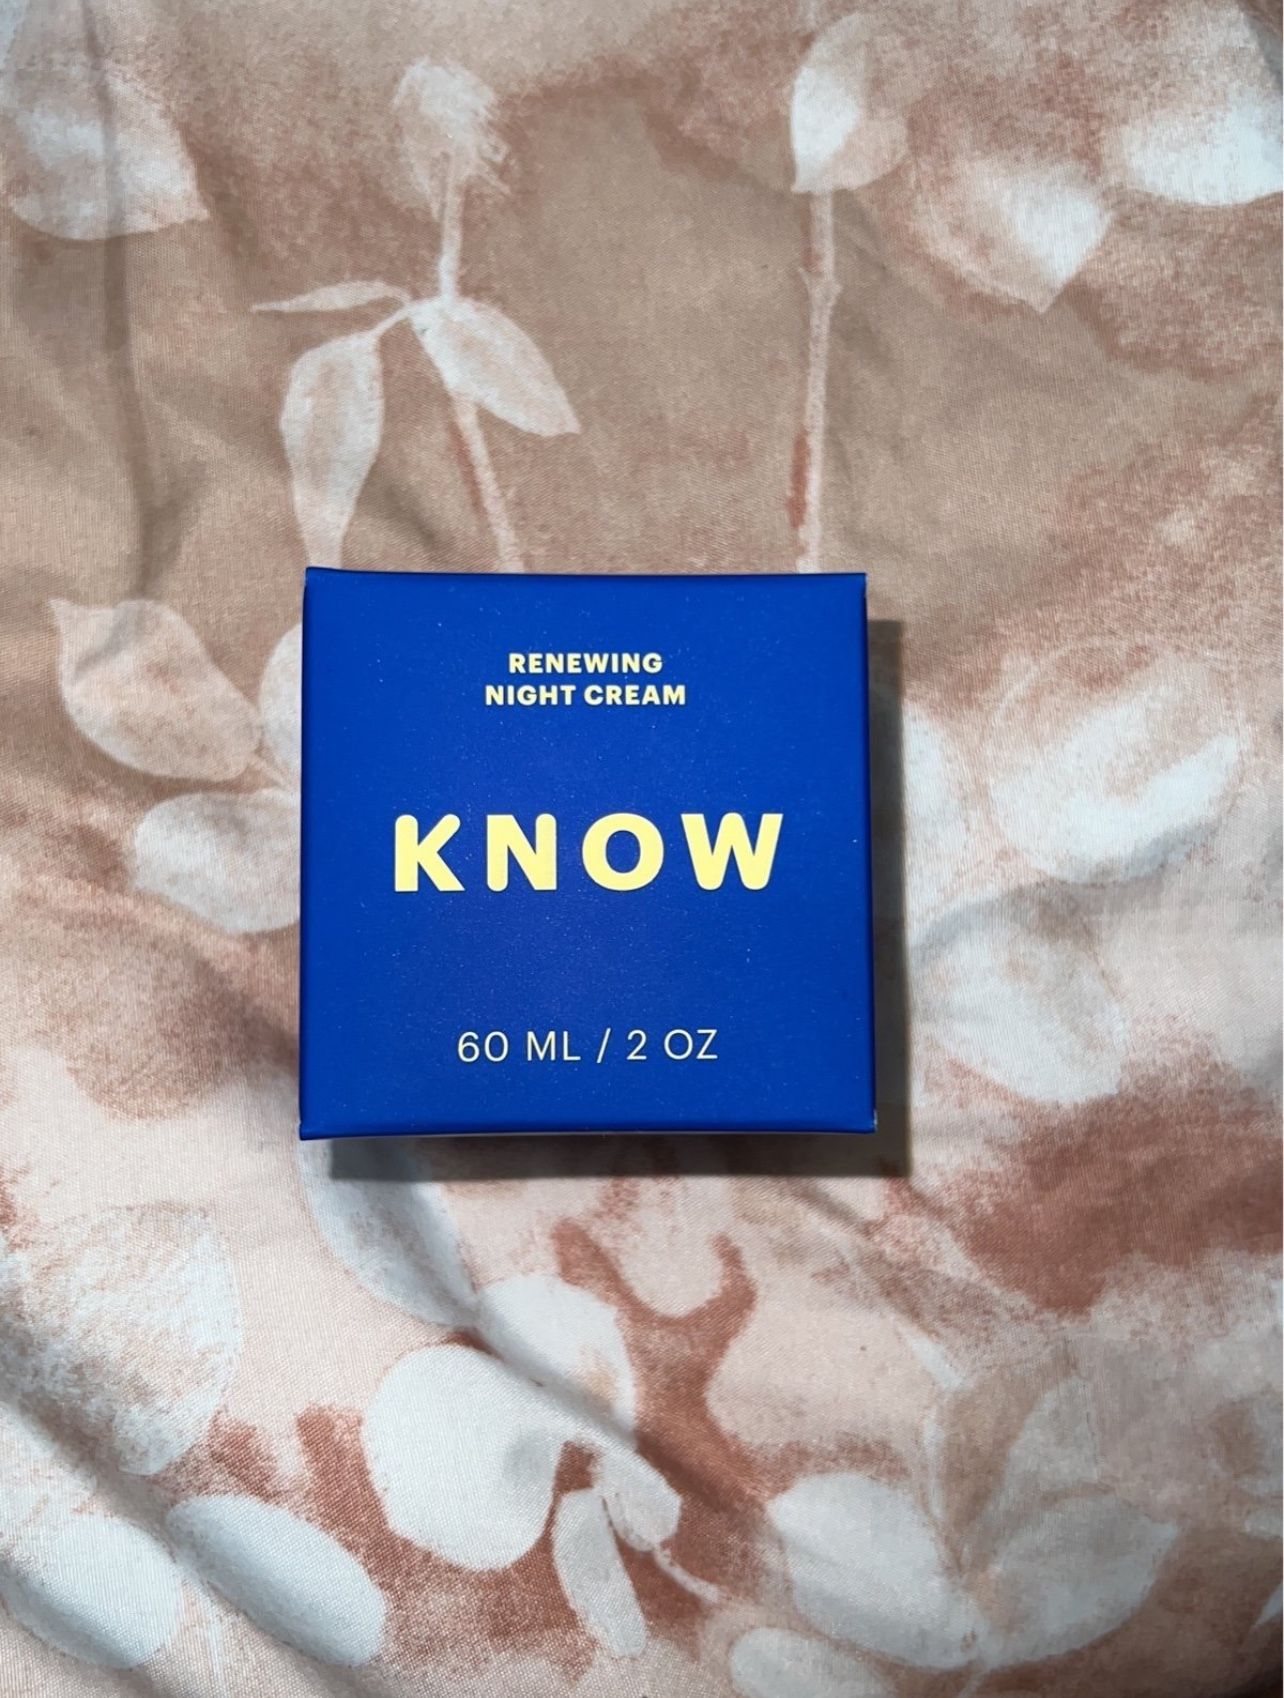 RENEWING
NIGHT CREAM
KNOW
60 ML / 2 OZ